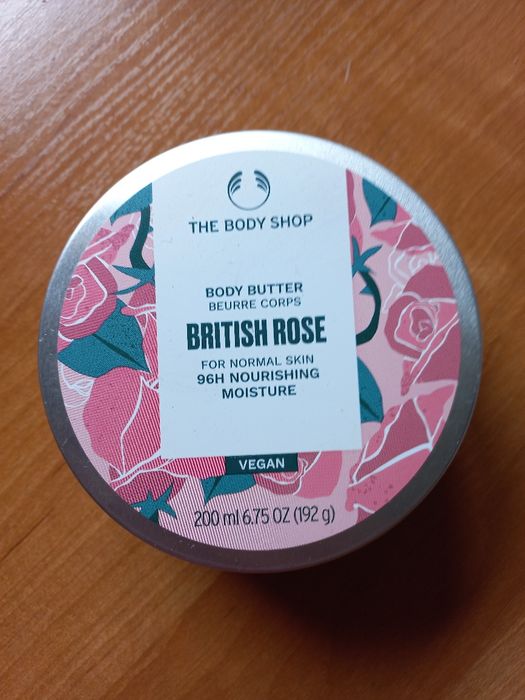 THE BODY SHOP
BODY BUTTER
BEURRE CORPS
BRITISH ROSE
FOR NORMAL SKIN
96H NOURISHING
MOISTURE
VEGAN
200 ml 6.75 OZ (192 g)